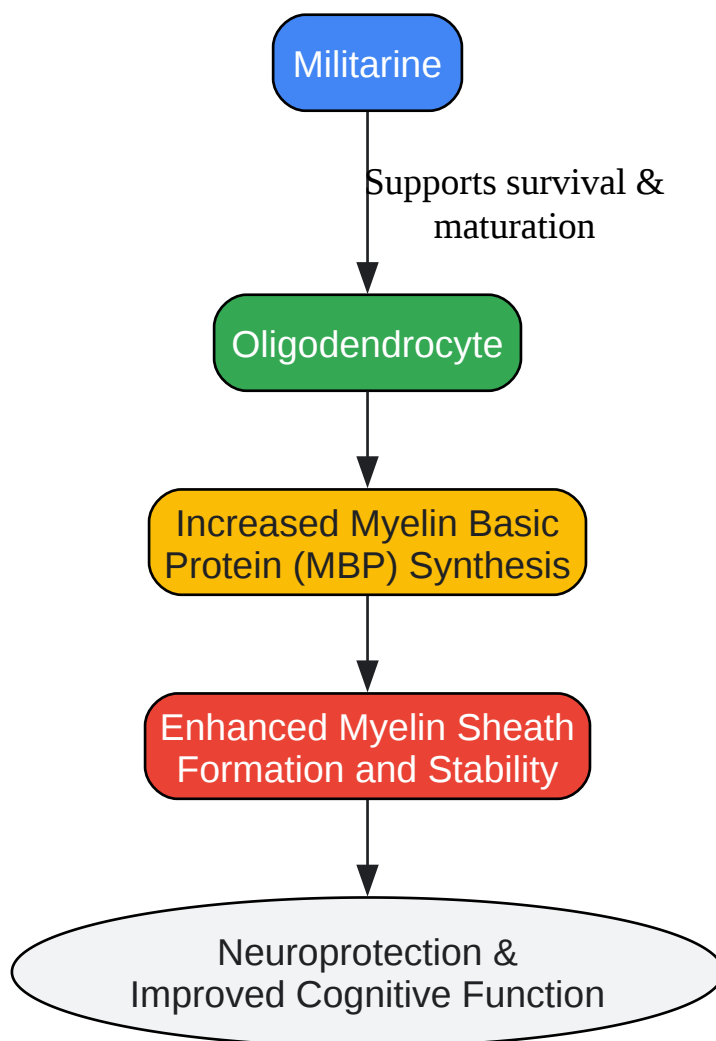 Militarine
Supports survival &
maturation
Oligodendrocyte
Increased Myelin Basic
Protein (MBP) Synthesis
Enhanced Myelin Sheath
Formation and Stability
Neuroprotection &
Improved Cognitive Function